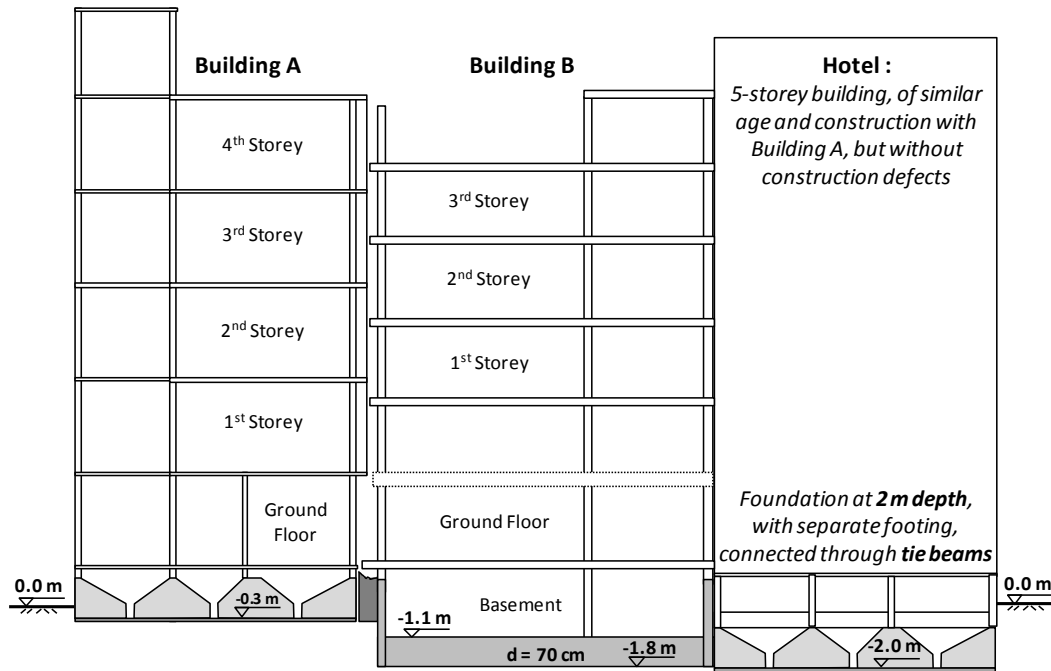 Building A
4th Storey
3rd Storey
2nd Storey
1st Storey
Ground
Floor
0.0 m
-0.3 m
Building B
3rd Storey
2nd Storey
1st Storey
Ground Floor
Basement
-1.1 m
d = 70 cm
-1.8 m
Hotel :
5-storey building, of similar
age and construction with
Building A, but without
construction defects
Foundation at 2 m depth,
with separate footing,
connected through tie beams
0.0 m
-2.0 m